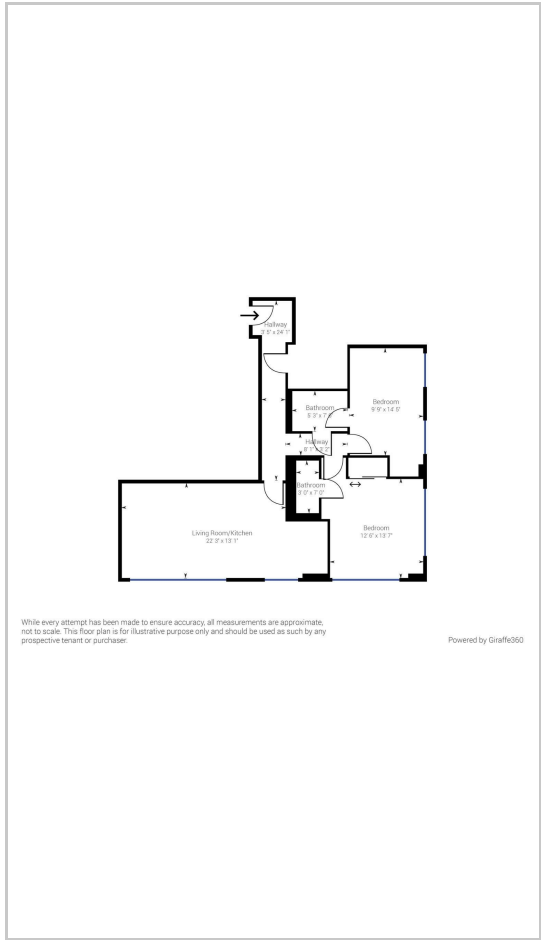 Hallway
3' 5" x 24' 1"
Bedroom
9' 9" x 14' 5"
Bathroom
Hallway
Bathroom
3' 0" x 7' 0"
Living Room/Kitchen
22' 3" x 13' 1"
Bedroom
12' 6" x 13' 7"
While every attempt has been made to ensure accuracy, all measurements are approximate,
not to scale. This floor plan is for illustrative purpose only and should be used as such by any
prospective tenant or purchaser.
Powered by Giraffe360